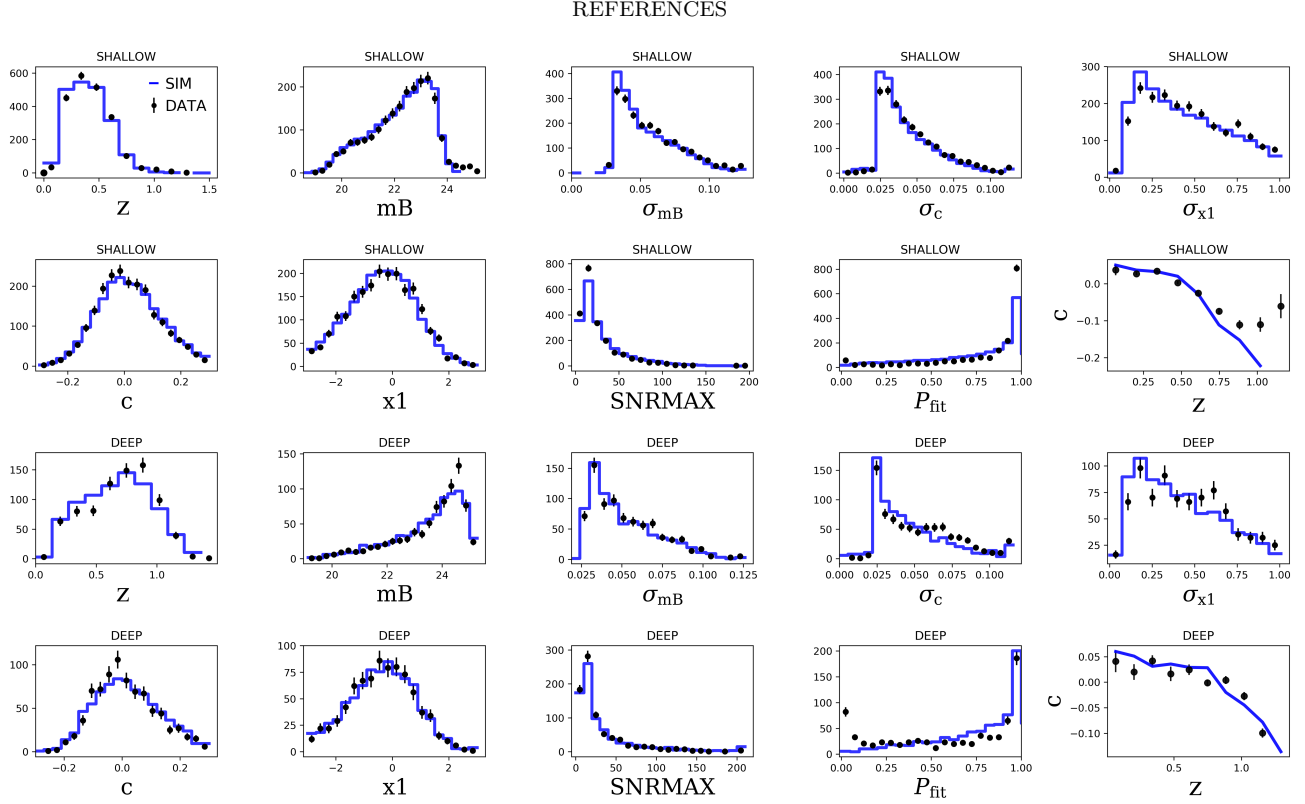 REFERENCES
SHALLOW SHALLOW SHALLOW SHALLOW SHALLOW
600 400 200 0
SIM
DATA
0.0 0.5 1.0 1.5
z
200 100 0
20 22 24
mB
400 300 200 100 0
0.00 0.05 0.10
σmB
400 300 200 100 0
0.000 0.025 0.050 0.075 0.100
σc
300 200 100 0
0.00 0.25 0.50 0.75 1.00
σx1
SHALLOW SHALLOW SHALLOW SHALLOW SHALLOW
200 100 0
−0.2 0.0 0.2
c
200 150 100 50 0
−2 0 2
x1
800 600 400 200 0
0 50 100 150 200
SNRMAX
800 600 400 200 0
0.00 0.25 0.50 0.75 1.00
Pfit
c
0.0 −0.1 −0.2
0.00 0.25 0.50 0.75 1.00
z
DEEP DEEP DEEP DEEP DEEP
150 100 50 0
0.0 0.5 1.0
z
150 100 50 0
20 22 24
mB
150 100 50 0
0.000 0.025 0.050 0.075 0.100 0.125
σmB
150 100 50 0
0.000 0.025 0.050 0.075 0.100
σc
100 75 50 25
0.00 0.25 0.50 0.75 1.00
σx1
DEEP DEEP DEEP DEEP DEEP
100 50 0
−0.2 0.0 0.2
c
100 75 50 25 0
−2 0 2
x1
300 200 100 0
0 50 100 150 200
SNRMAX
200 150 100 50 0
0.00 0.25 0.50 0.75 1.00
Pfit
c
0.05 0.00 −0.05 −0.10
0.5 1.0
z